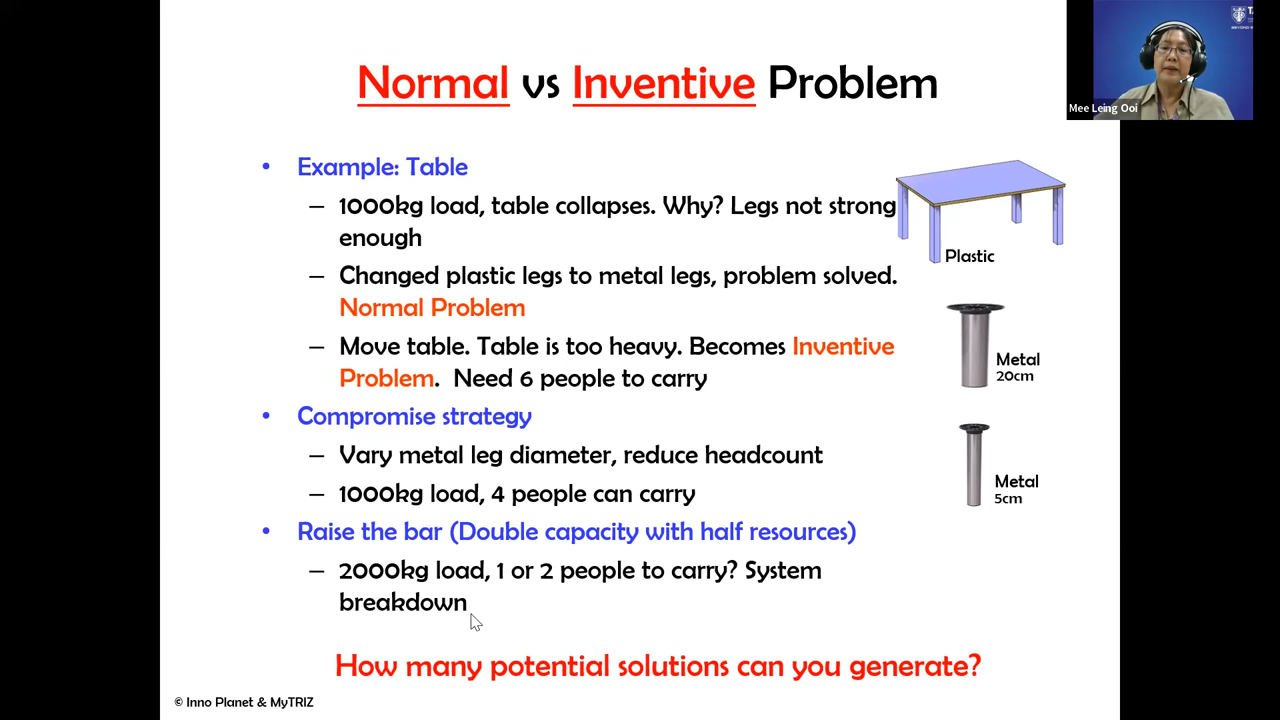 Normal vs Inventive Problem
Mee Leing Ooi
• Example: Table
– 1000kg load, table collapses. Why? Legs not strong
enough
– Changed plastic legs to metal legs, problem solved.
Normal Problem
– Move table. Table is too heavy. Becomes Inventive
Problem. Need 6 people to carry
Plastic
Metal
20cm
• Compromise strategy
– Vary metal leg diameter, reduce headcount
– 1000kg load, 4 people can carry
Metal
5cm
• Raise the bar (Double capacity with half resources)
– 2000kg load, 1 or 2 people to carry? System
breakdown
How many potential solutions can you generate?
© Inno Planet & MyTRIZ